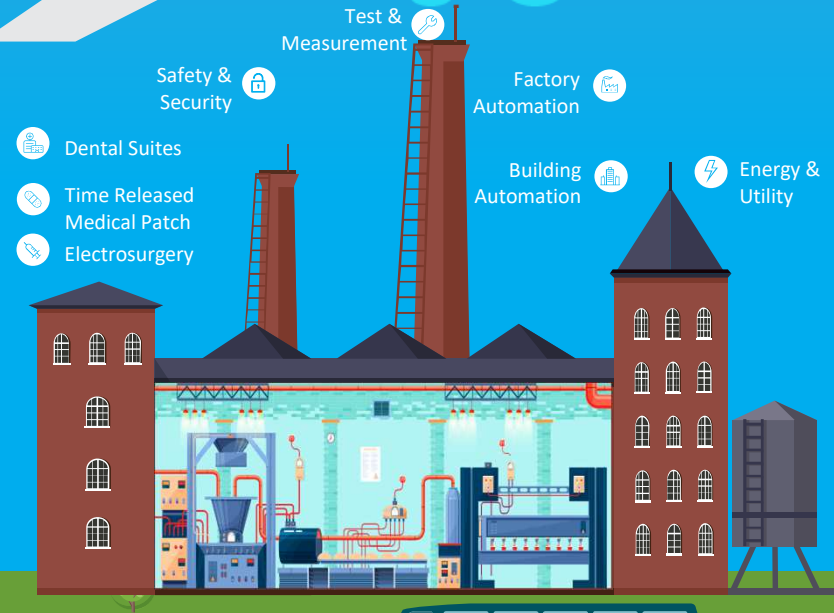 Test &
Measurement
Safety &
Security
Factory
Automation
Dental Suites
Building
Automation
Energy &
Utility
Time Released
Medical Patch
Electrosurgery